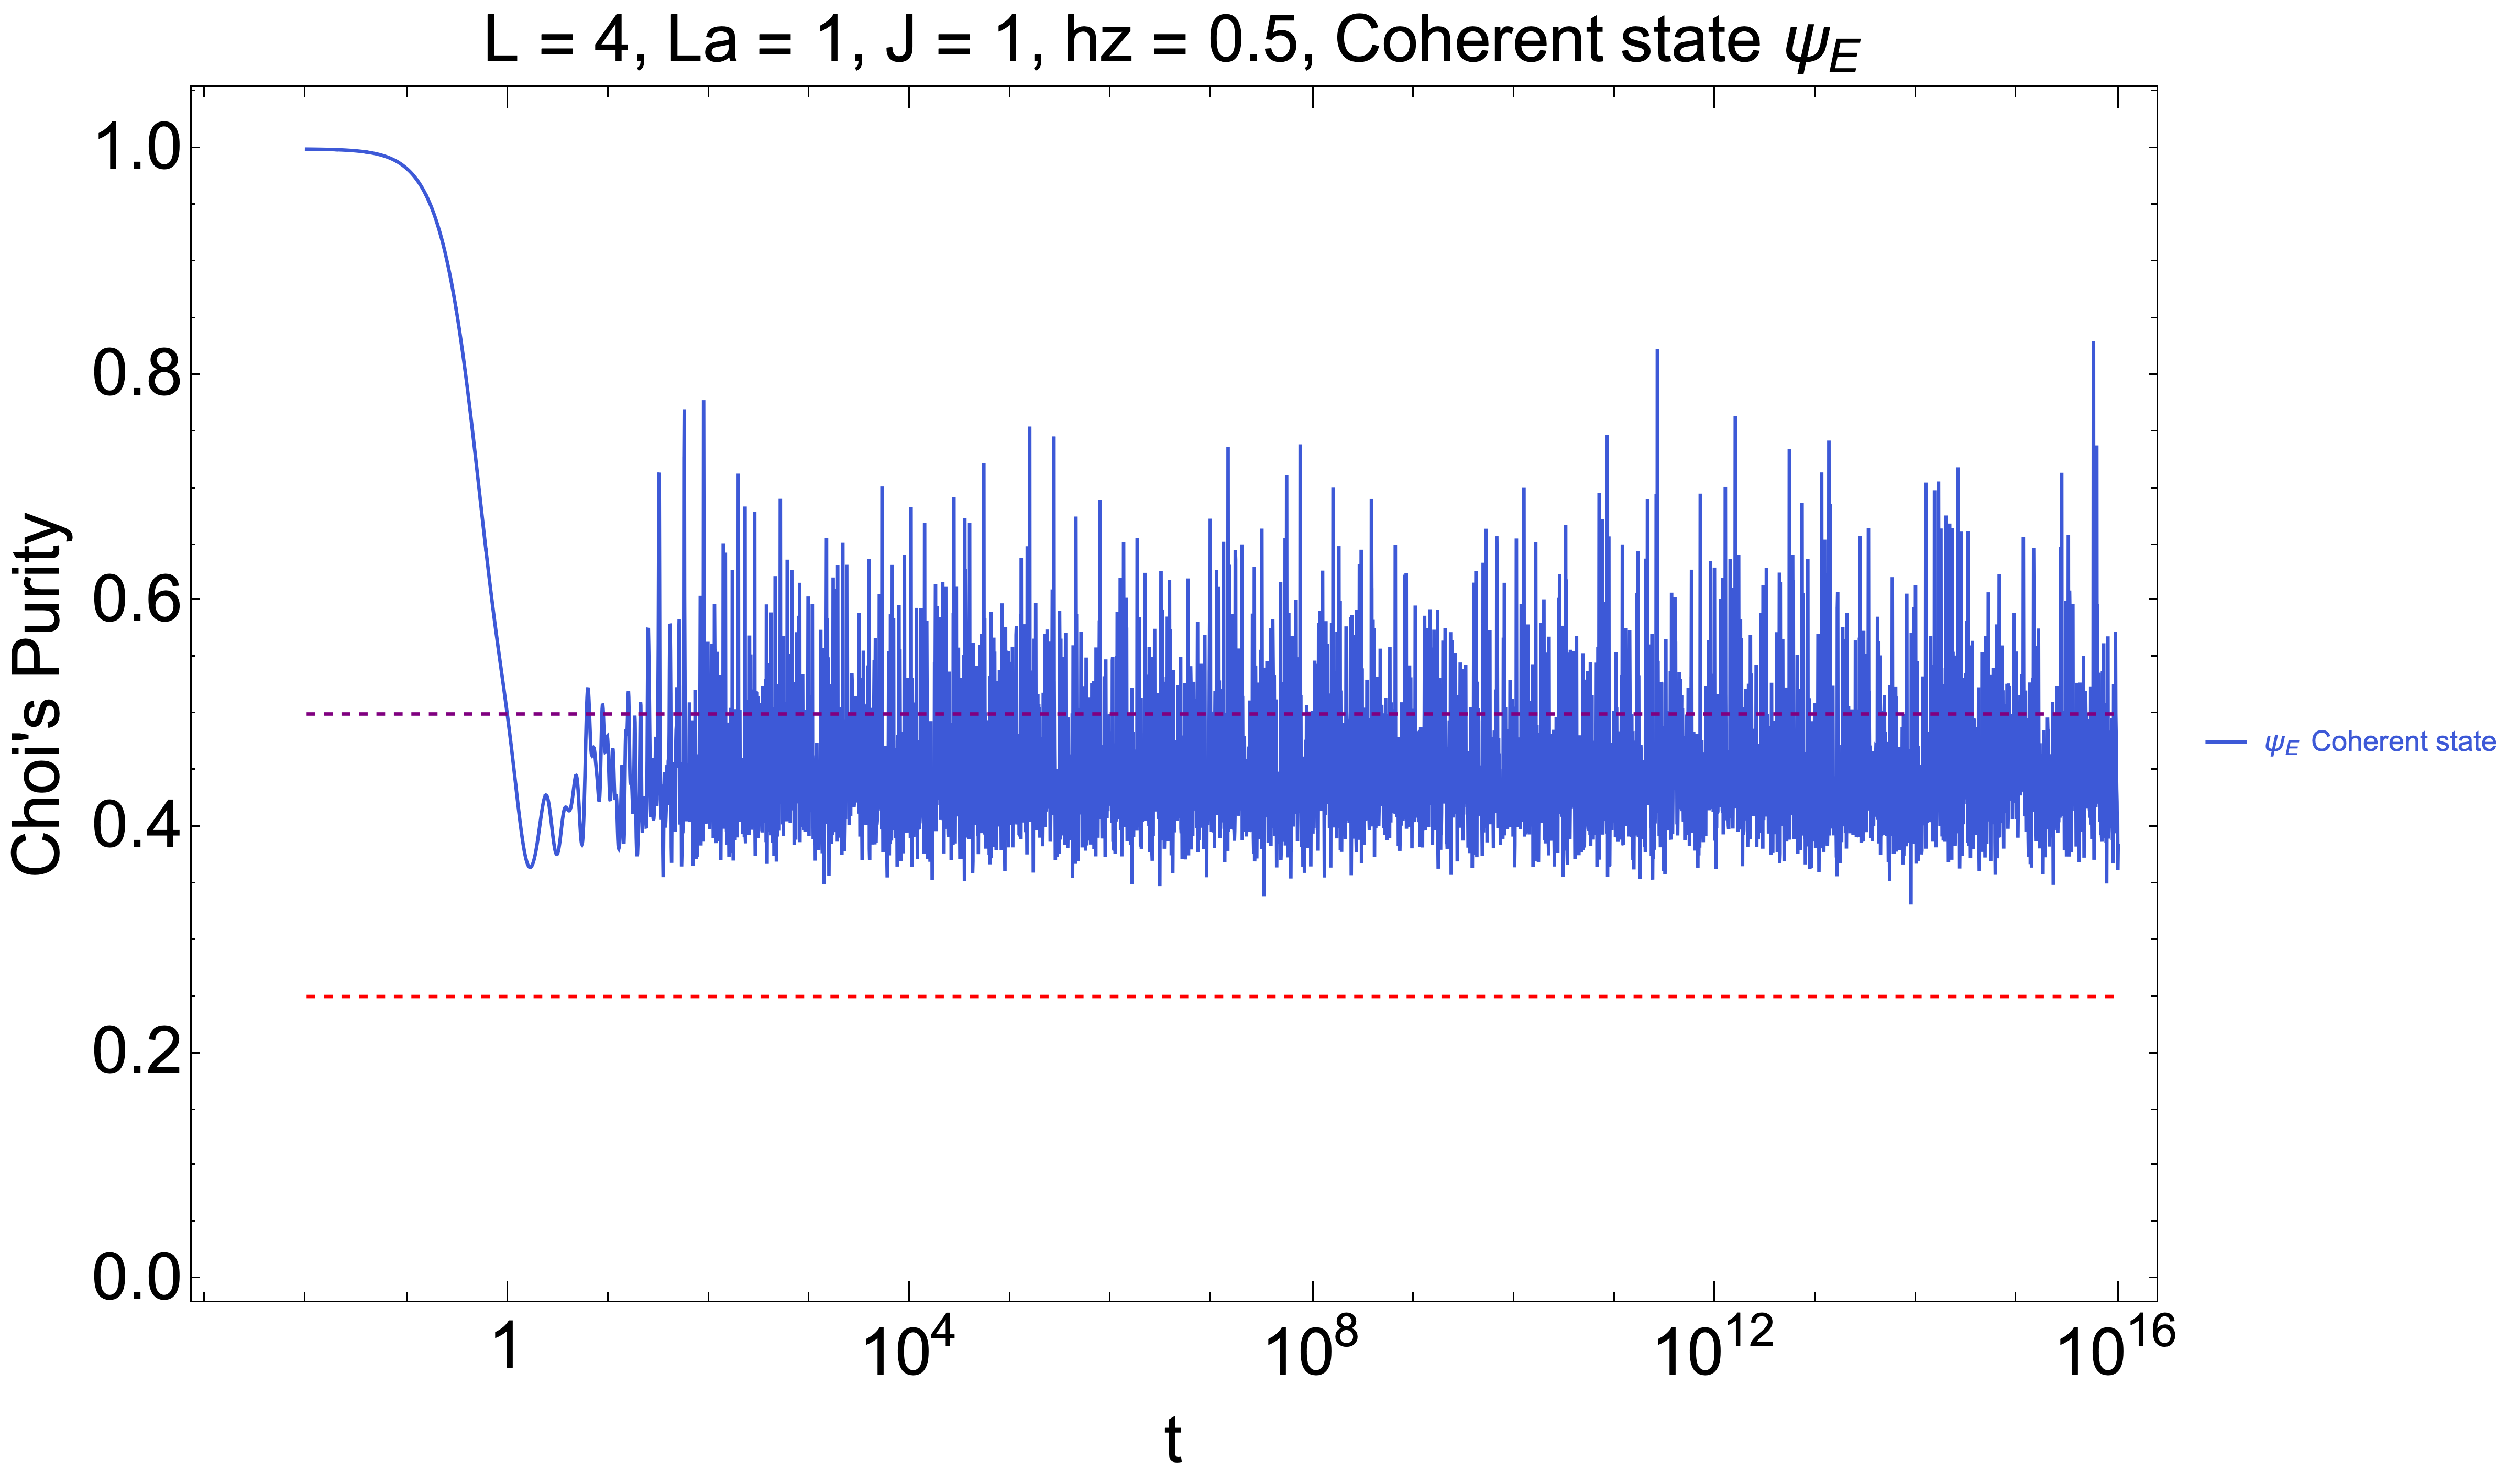 L = 4, La = 1, J = 1, hz = 0.5, Coherent state ψE
Choi's Purity
1.0
0.8
0.6
0.4
0.2
0.0
1
10^4
10^8
10^12
10^16
t
ψE Coherent state